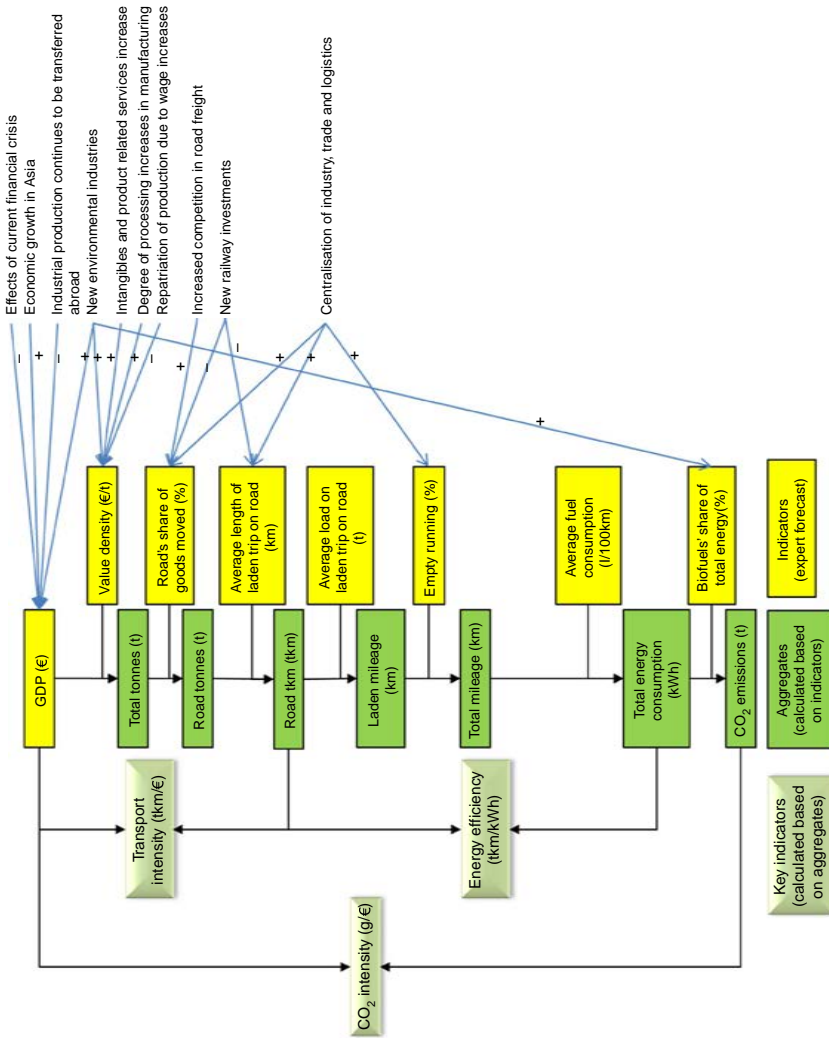 CO₂ intensity (g/€)
Key indicators
(calculated based
on aggregates)
Energy efficiency
(tkm/kWh)
Transport
intensity (tkm/€)
Aggregates
(calculated based
on indicators)
CO₂ emissions (t)
Total energy
consumption
(kWh)
Total mileage (km)
Laden mileage
(km)
Road tkm (tkm)
Road tonnes (t)
Total tonnes (t)
GDP (€)
Indicators
(expert forecast)
Biofuels' share of
total energy(%)
Average fuel
consumption
(l/100km)
Empty running (%)
Average load on
laden trip on road
(t)
Average length of
laden trip on road
(km)
Road's share of
goods moved (%)
Value density (€/t)
+
+
+
+
–
–
+
–
+
+
+
+
–
+
–
Centralisation of industry, trade and logistics
New railway investments
Increased competition in road freight
Repatriation of production due to wage increases
Degree of processing increases in manufacturing
Intangibles and product related services increase
New environmental industries
Industrial production continues to be transferred
abroad
Economic growth in Asia
Effects of current financial crisis